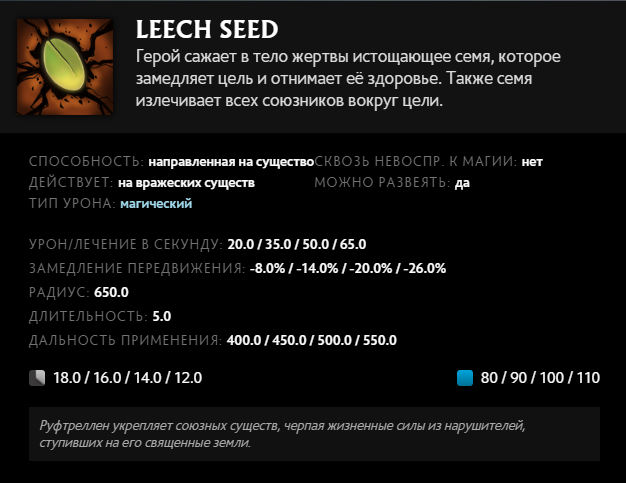 LEECH SEED
Герой сажает в тело жертвы истощающее семя, которое
замедляет цель и отнимает её здоровье. Также семя
излечивает всех союзников вокруг цели.
СПОСОБНОСТЬ: направленная на существо СКВОЗЬ НЕВОСПР. К МАГИИ: нет
ДЕЙСТВУЕТ: на вражеских существ МОЖНО РАЗВЕЯТЬ: да
ТИП УРОНА: магический
УРОН/ЛЕЧЕНИЕ В СЕКУНДУ: 20.0 / 35.0 / 50.0 / 65.0
ЗАМЕДЛЕНИЕ ПЕРЕДВИЖЕНИЯ: -8.0% / -14.0% / -20.0% / -26.0%
РАДИУС: 650.0
ДЛИТЕЛЬНОСТЬ: 5.0
ДАЛЬНОСТЬ ПРИМЕНЕНИЯ: 400.0 / 450.0 / 500.0 / 550.0
18.0 / 16.0 / 14.0 / 12.0 80 / 90 / 100 / 110
Руфтреллен укрепляет союзных существ, черпая жизненные силы из нарушителей,
ступивших на его священные земли.